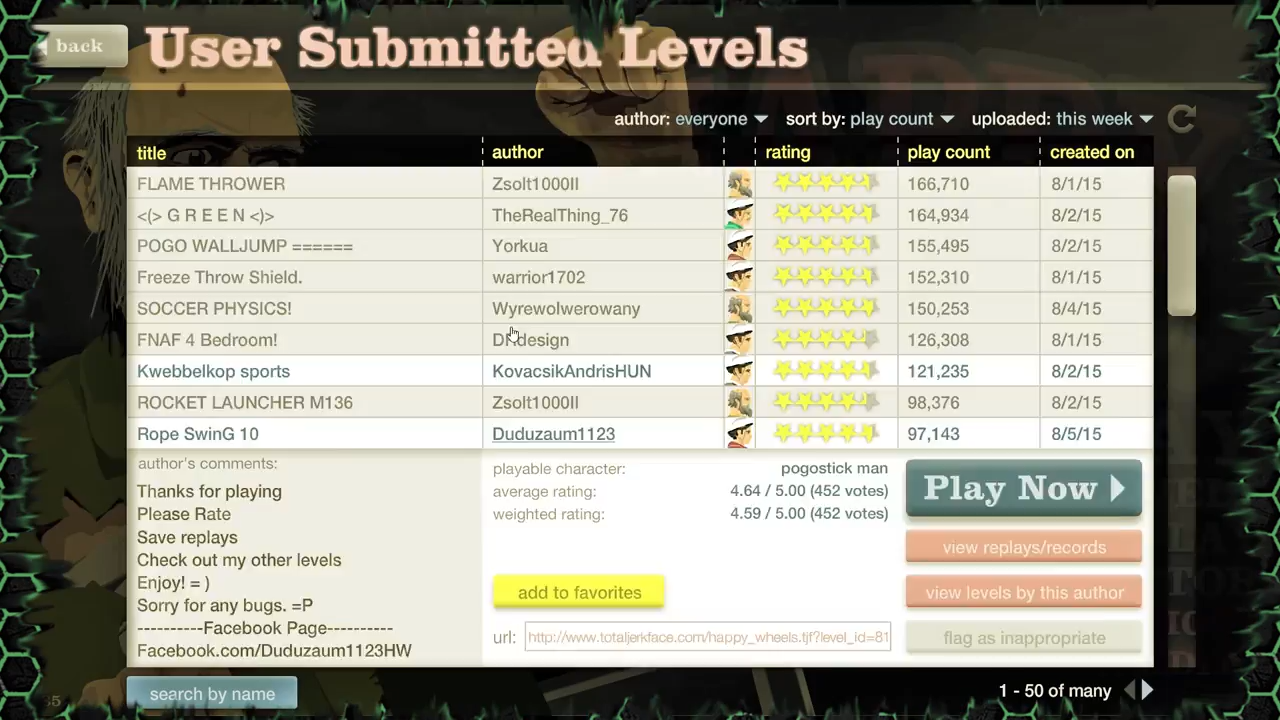 back
User Submitted Levels
author: everyone sort by: play count uploaded: this week
title author rating play count created on
FLAME THROWER Zsolt1000II 166,710 8/1/15
<(> G R E E N <)> TheRealThing_76 164,934 8/2/15
POGO WALLJUMP ====== Yorkua 155,495 8/2/15
Freeze Throw Shield. warrior1702 152,310 8/1/15
SOCCER PHYSICS! Wyrewolwerowany 150,253 8/4/15
FNAF 4 Bedroom! 126,308 8/1/15
Kwebbelkop sports KovacsikAndrisHUN 121,235 8/2/15
ROCKET LAUNCHER M136 Zsolt1000II 98,376 8/2/15
Rope SwinG 10 Duduzaum1123 97,143 8/5/15
author's comments:
Thanks for playing
Please Rate
Save replays
Check out my other levels
Enjoy! = )
Sorry for any bugs. =P
----------Facebook Page----------
Facebook.com/Duduzaum1123HW
playable character: pogostick man
average rating: 4.64 / 5.00 (452 votes)
weighted rating: 4.59 / 5.00 (452 votes)
add to favorites
url: http://www.totaljerkface.com/happy_wheels.tjf?level_id=81
Play Now
view replays/records
view levels by this author
flag as inappropriate
search by name
1 - 50 of many